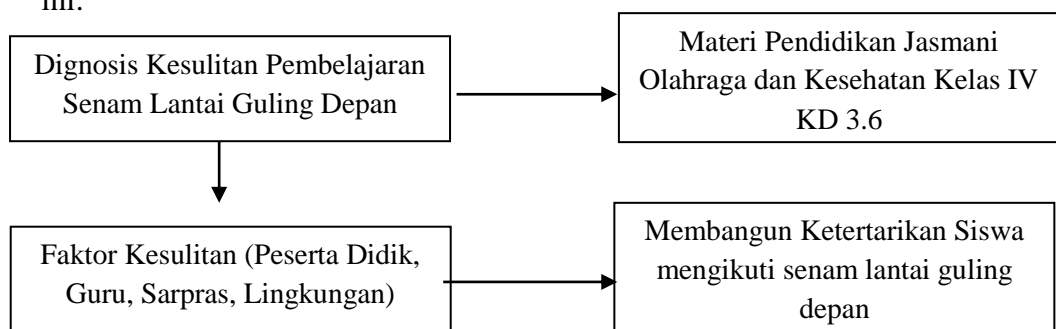 ini.
Dignosis Kesulitan Pembelajaran
Senam Lantai Guling Depan
Materi Pendidikan Jasmani
Olahraga dan Kesehatan Kelas IV
KD 3.6
Faktor Kesulitan (Peserta Didik,
Guru, Sarpras, Lingkungan)
Membangun Ketertarikan Siswa
mengikuti senam lantai guling
depan